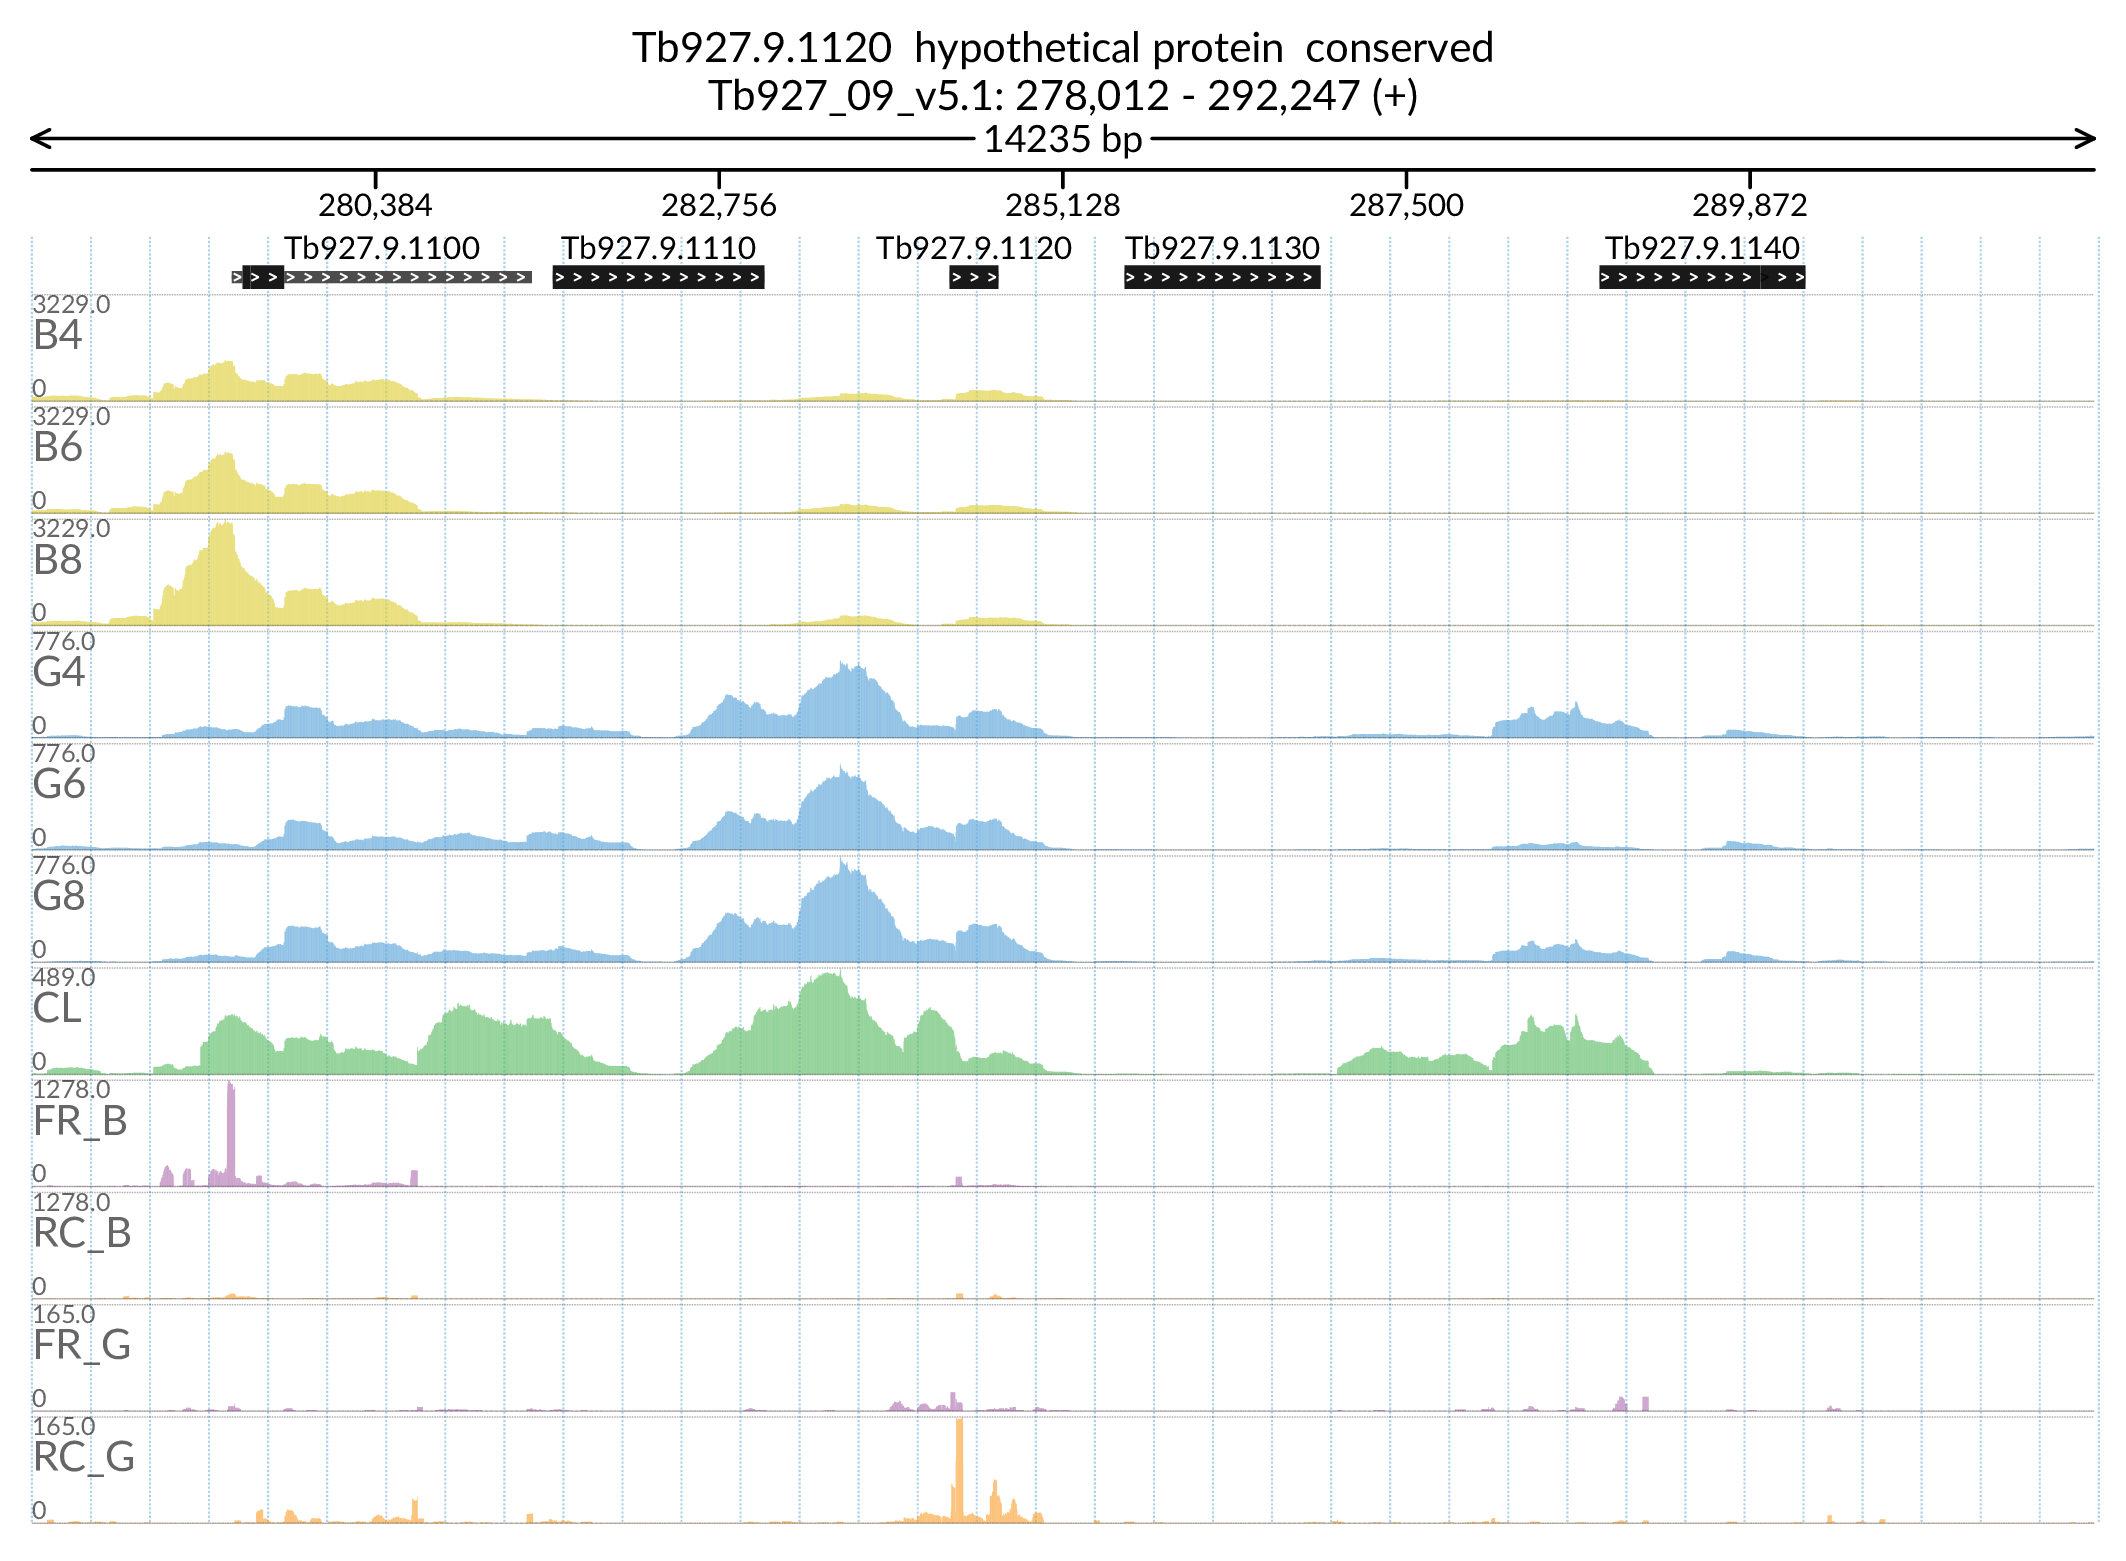 Tb927.9.1120 hypothetical protein conserved
Tb927_09_v5.1: 278,012 - 292,247 (+)
14235 bp
280,384 282,756 285,128 287,500 289,872
Tb927.9.1100 Tb927.9.1110 Tb927.9.1120 Tb927.9.1130 Tb927.9.1140
3229.0
B4
0
3229.0
B6
0
3229.0
B8
0
776.0
G4
0
776.0
G6
0
776.0
G8
0
489.0
CL
0
1278.0
FR_B
0
1278.0
RC_B
0
165.0
FR_G
0
165.0
RC_G
0